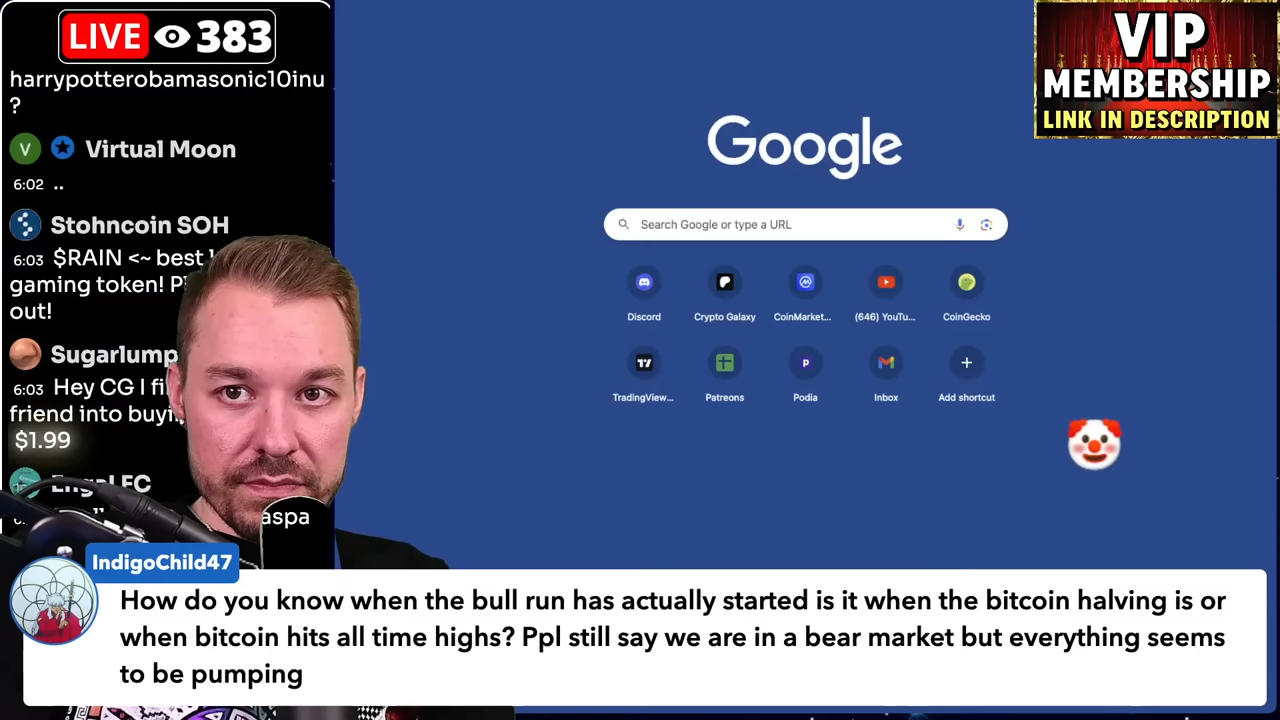 LIVE 383
harrypotterobamasonic10inu
?
V Virtual Moon
6:02 ..
Stohncoin SOH
6:03 $RAIN <~ best
gaming token!
out!
Sugarlump
6:03 Hey CG I
friend into
$1.99
aspa
VIP
MEMBERSHIP
LINK IN DESCRIPTION
Google
Search Google or type a URL
Discord
Crypto Galaxy
CoinMarket...
(646) YouTu...
CoinGecko
TradingView...
Patreons
Podia
Inbox
Add shortcut
IndigoChild47
How do you know when the bull run has actually started is it when the bitcoin halving is or
when bitcoin hits all time highs? Ppl still say we are in a bear market but everything seems
to be pumping